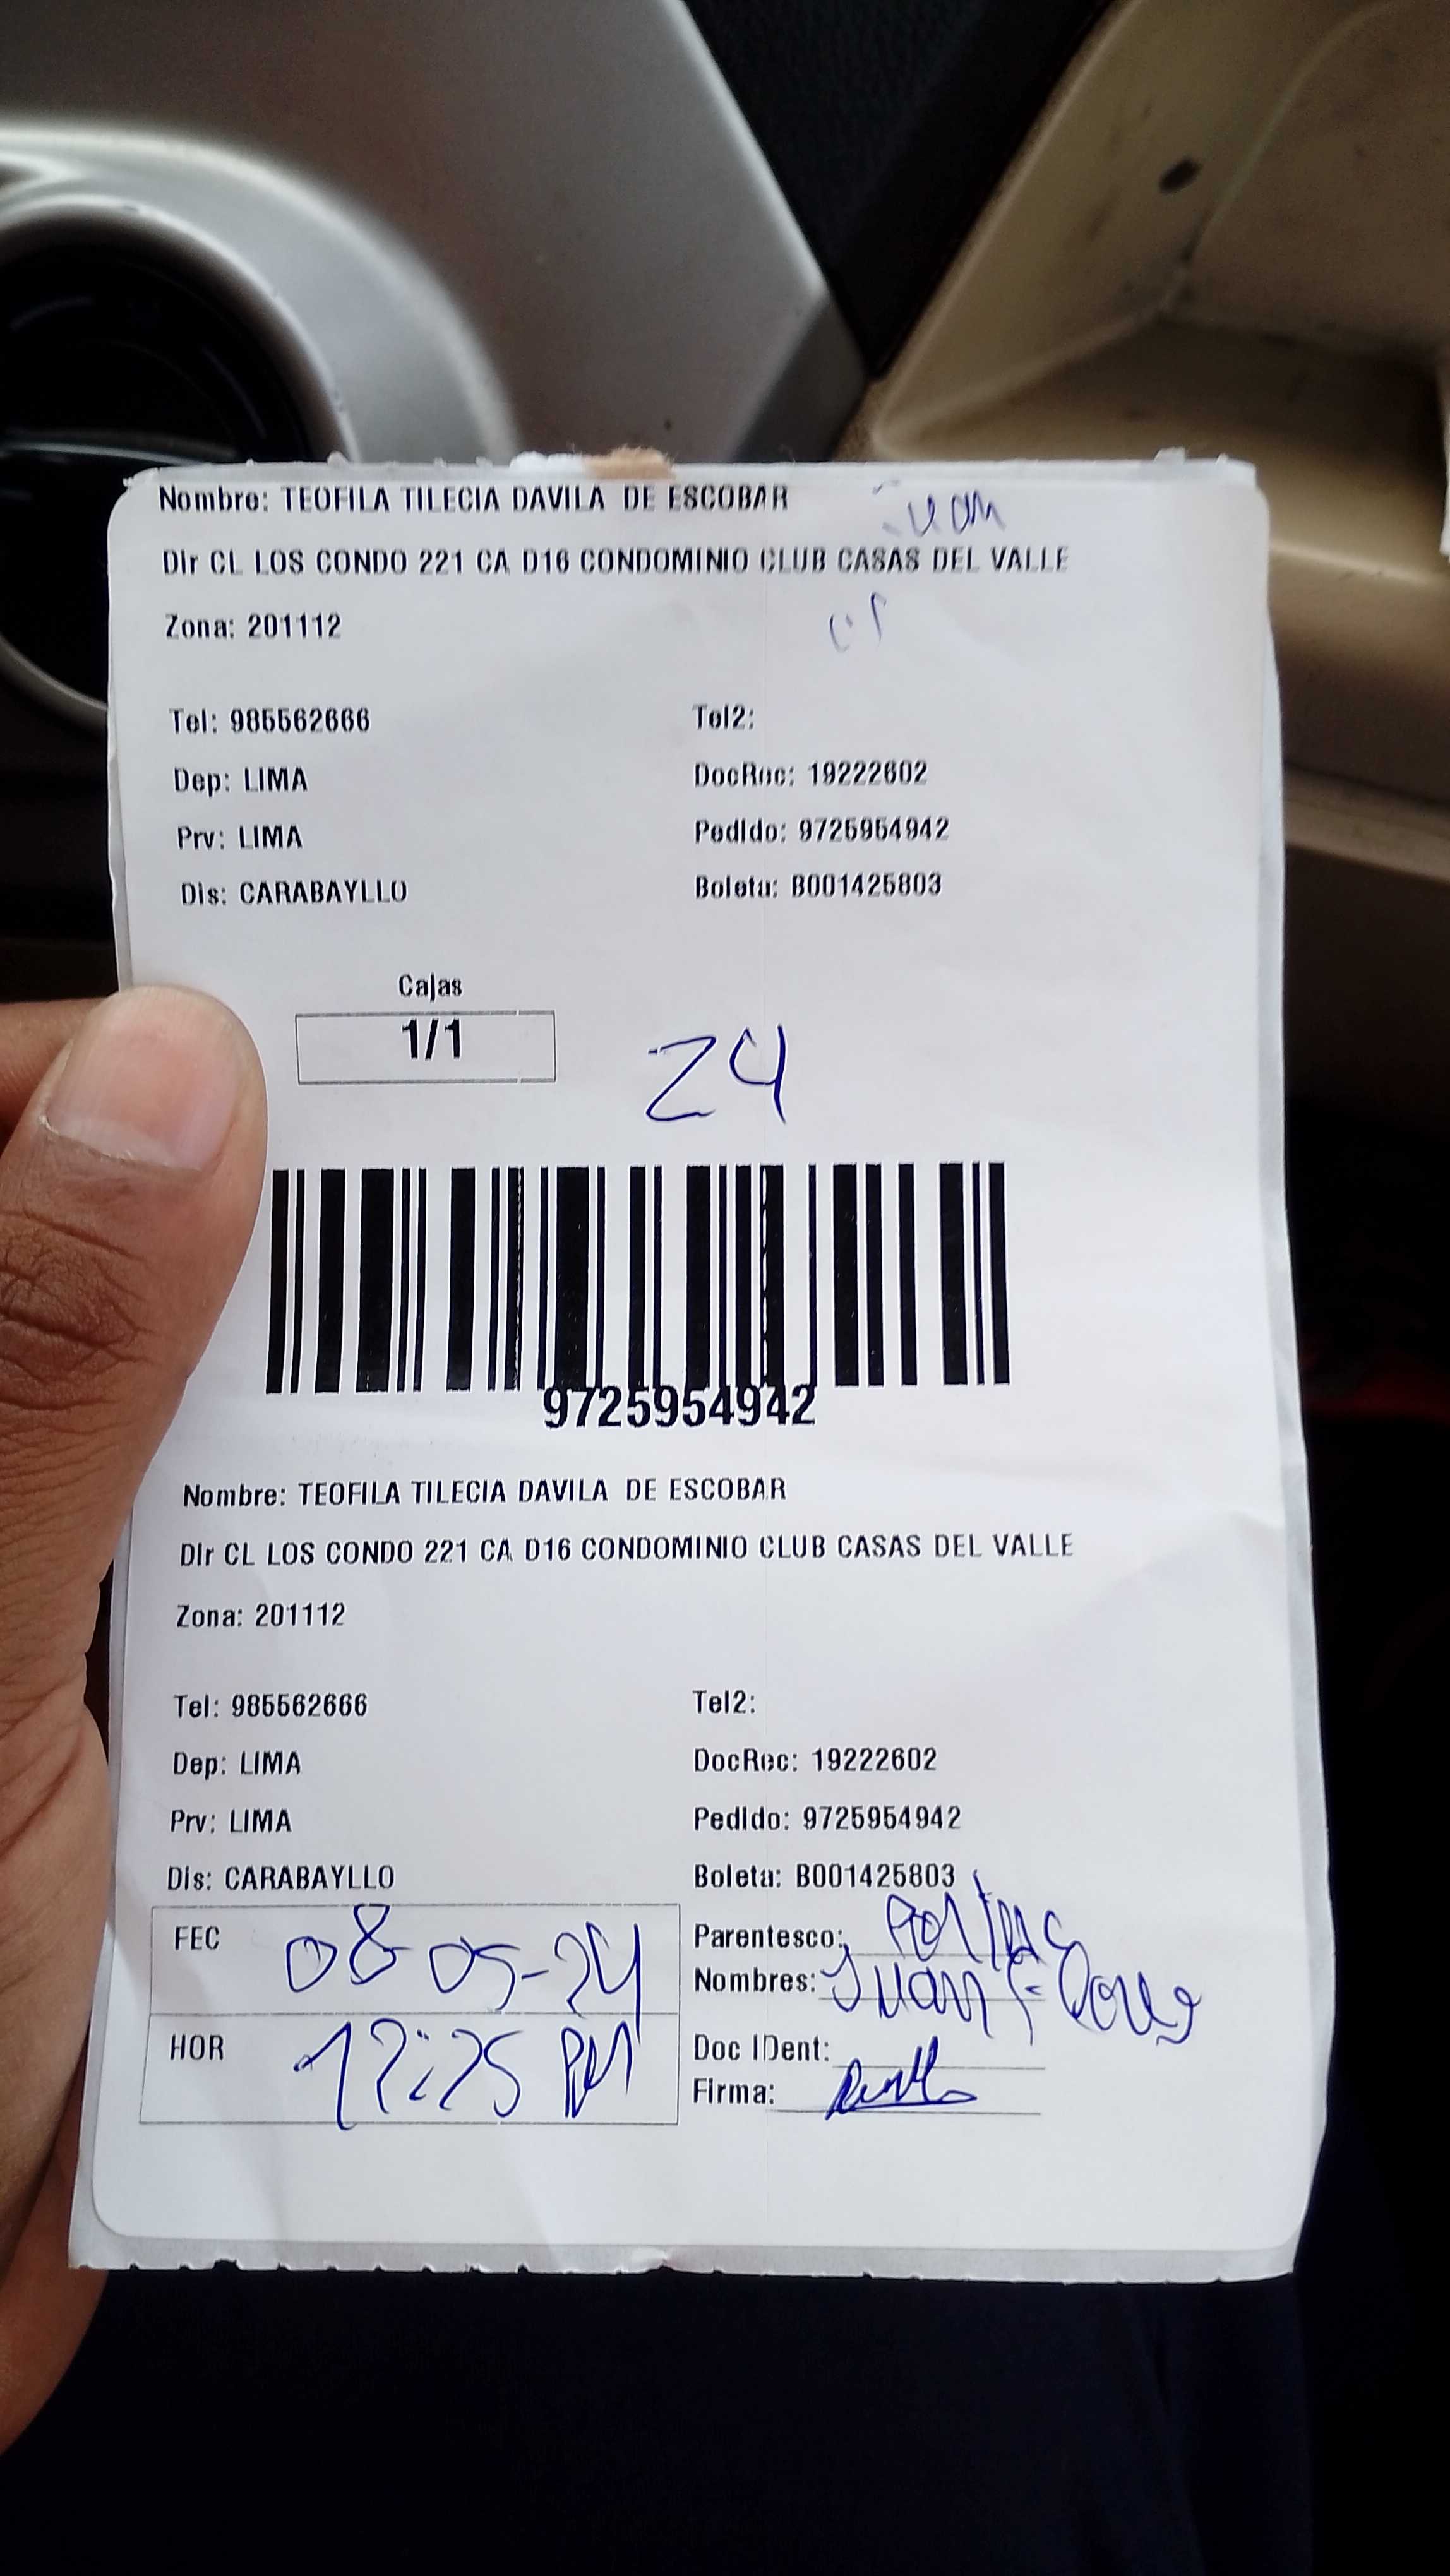 Nombre: TEOFILA TILECIA DAVILA DE ESCOBAR
Dir CL LOS CONDO 221 CA D16 CONDOMINIO CLUB CASAS DEL VALLE
Zona: 201112
Tel: 985562666 Tel2:
Dep: LIMA DocRec: 19222602
Prv: LIMA Pedido: 9725954942
Dis: CARABAYLLO Boleta: B001425803
Cajas
1/1
24
9725954942
Nombre: TEOFILA TILECIA DAVILA DE ESCOBAR
Dir CL LOS CONDO 221 CA D16 CONDOMINIO CLUB CASAS DEL VALLE
Zona: 201112
Tel: 985562666 Tel2:
Dep: LIMA DocRec: 19222602
Prv: LIMA Pedido: 9725954942
Dis: CARABAYLLO Boleta: B001425803
FEC 08-05-24 Parentesco:
Nombres: Juan
HOR 12:25 PM Doc IDent:
Firma: